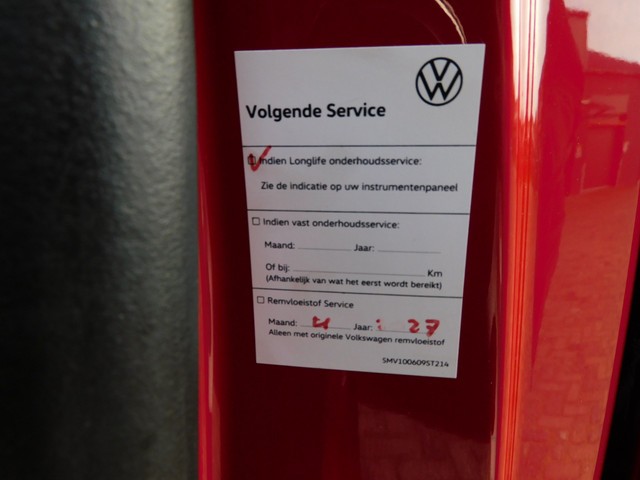 Volgende Service
Indien Longlife onderhoudsservice:
Zie de indicatie op uw instrumentenpaneel
Indien vast onderhoudsservice:
Maand: Jaar:
Of bij: Km
(Afhankelijk van wat het eerst wordt bereikt)
Remvloeistof Service
Maand: Jaar: 27
Alleen met originele Volkswagen remvloeistof
SMV100609ST214